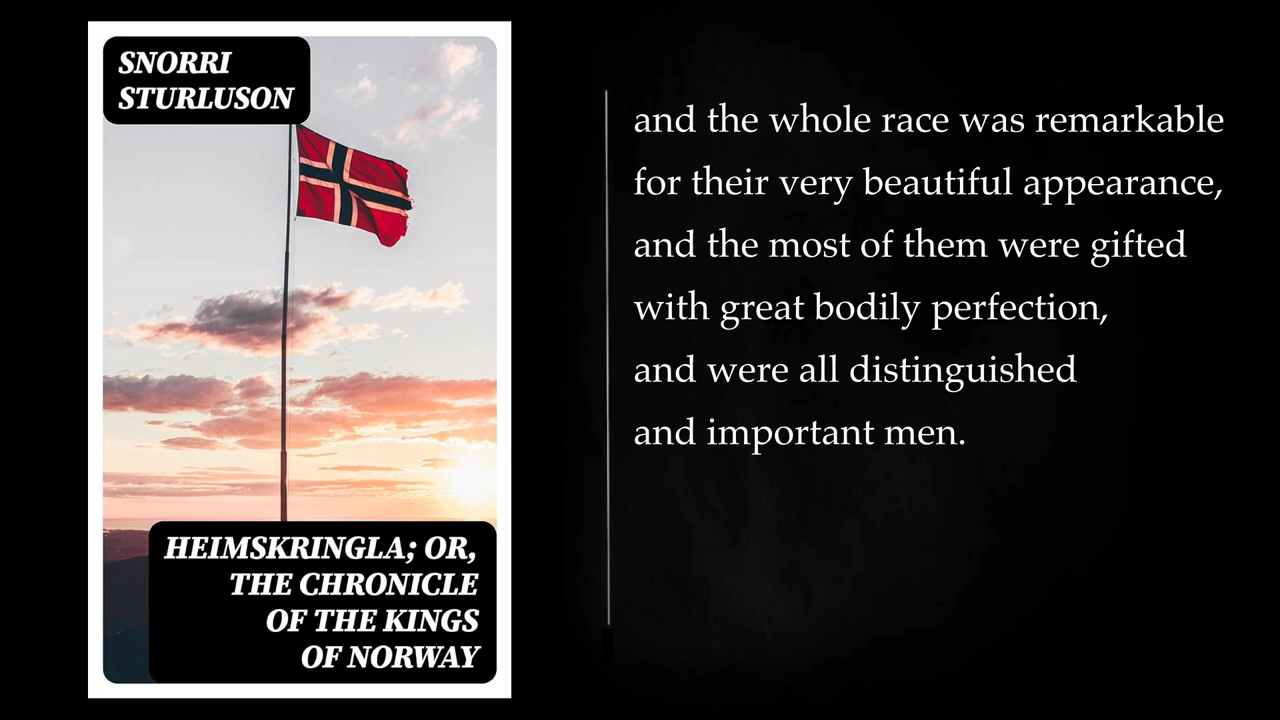 SNORRI
STURLUSON
HEIMSKRINGLA; OR,
THE CHRONICLE
OF THE KINGS
OF NORWAY
and the whole race was remarkable
for their very beautiful appearance,
and the most of them were gifted
with great bodily perfection,
and were all distinguished
and important men.